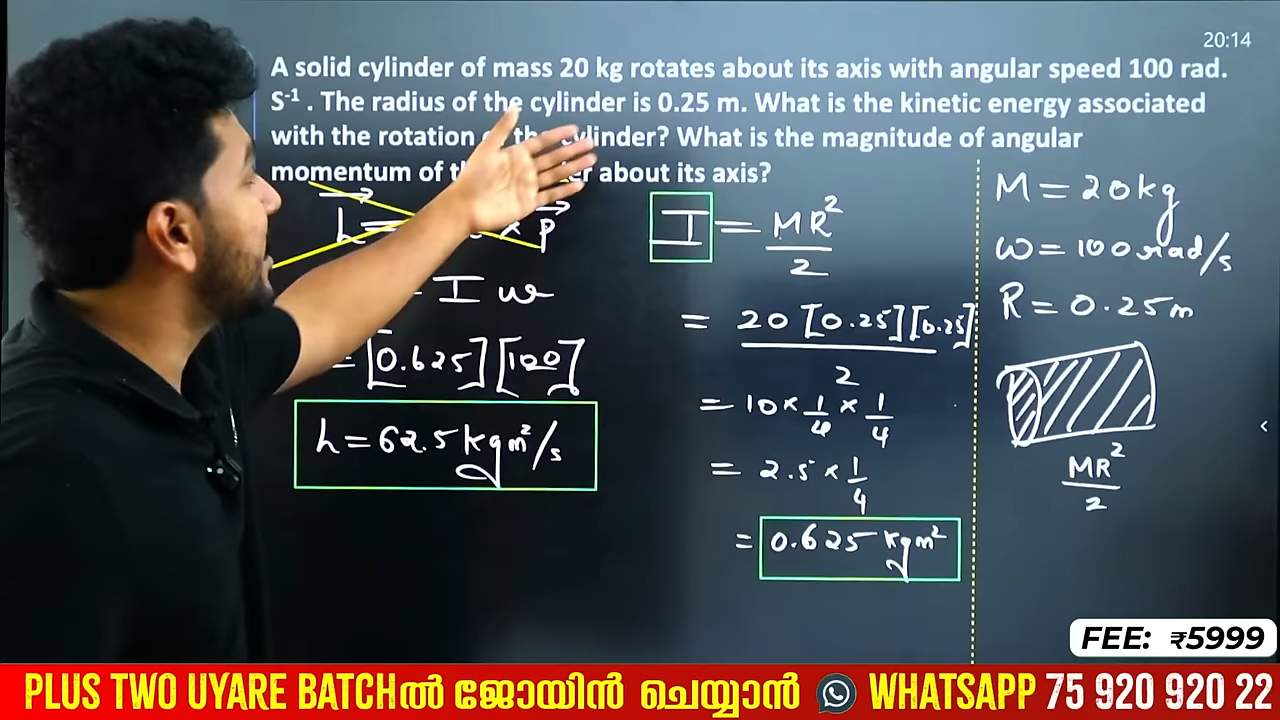 20:14
A solid cylinder of mass 20 kg rotates about its axis with angular speed 100 rad.
S⁻¹ . The radius of the cylinder is 0.25 m. What is the kinetic energy associated
with the rotation cylinder? What is the magnitude of angular
momentum of about its axis?
× p
= I ω
= [0.625][100]
L = 62.5 kgm²/s
I = MR²/2
= 20 [0.25][0.25] / 2
= 10 × 1/4 × 1/4
= 2.5 × 1/4
= 0.625 kgm²
M = 20kg
ω = 100 rad/s
R = 0.25m
MR²/2
FEE: ₹5999
PLUS TWO UYARE BATCHൽ ജോയിൻ ചെയ്യാൻ WHATSAPP 75 920 920 22